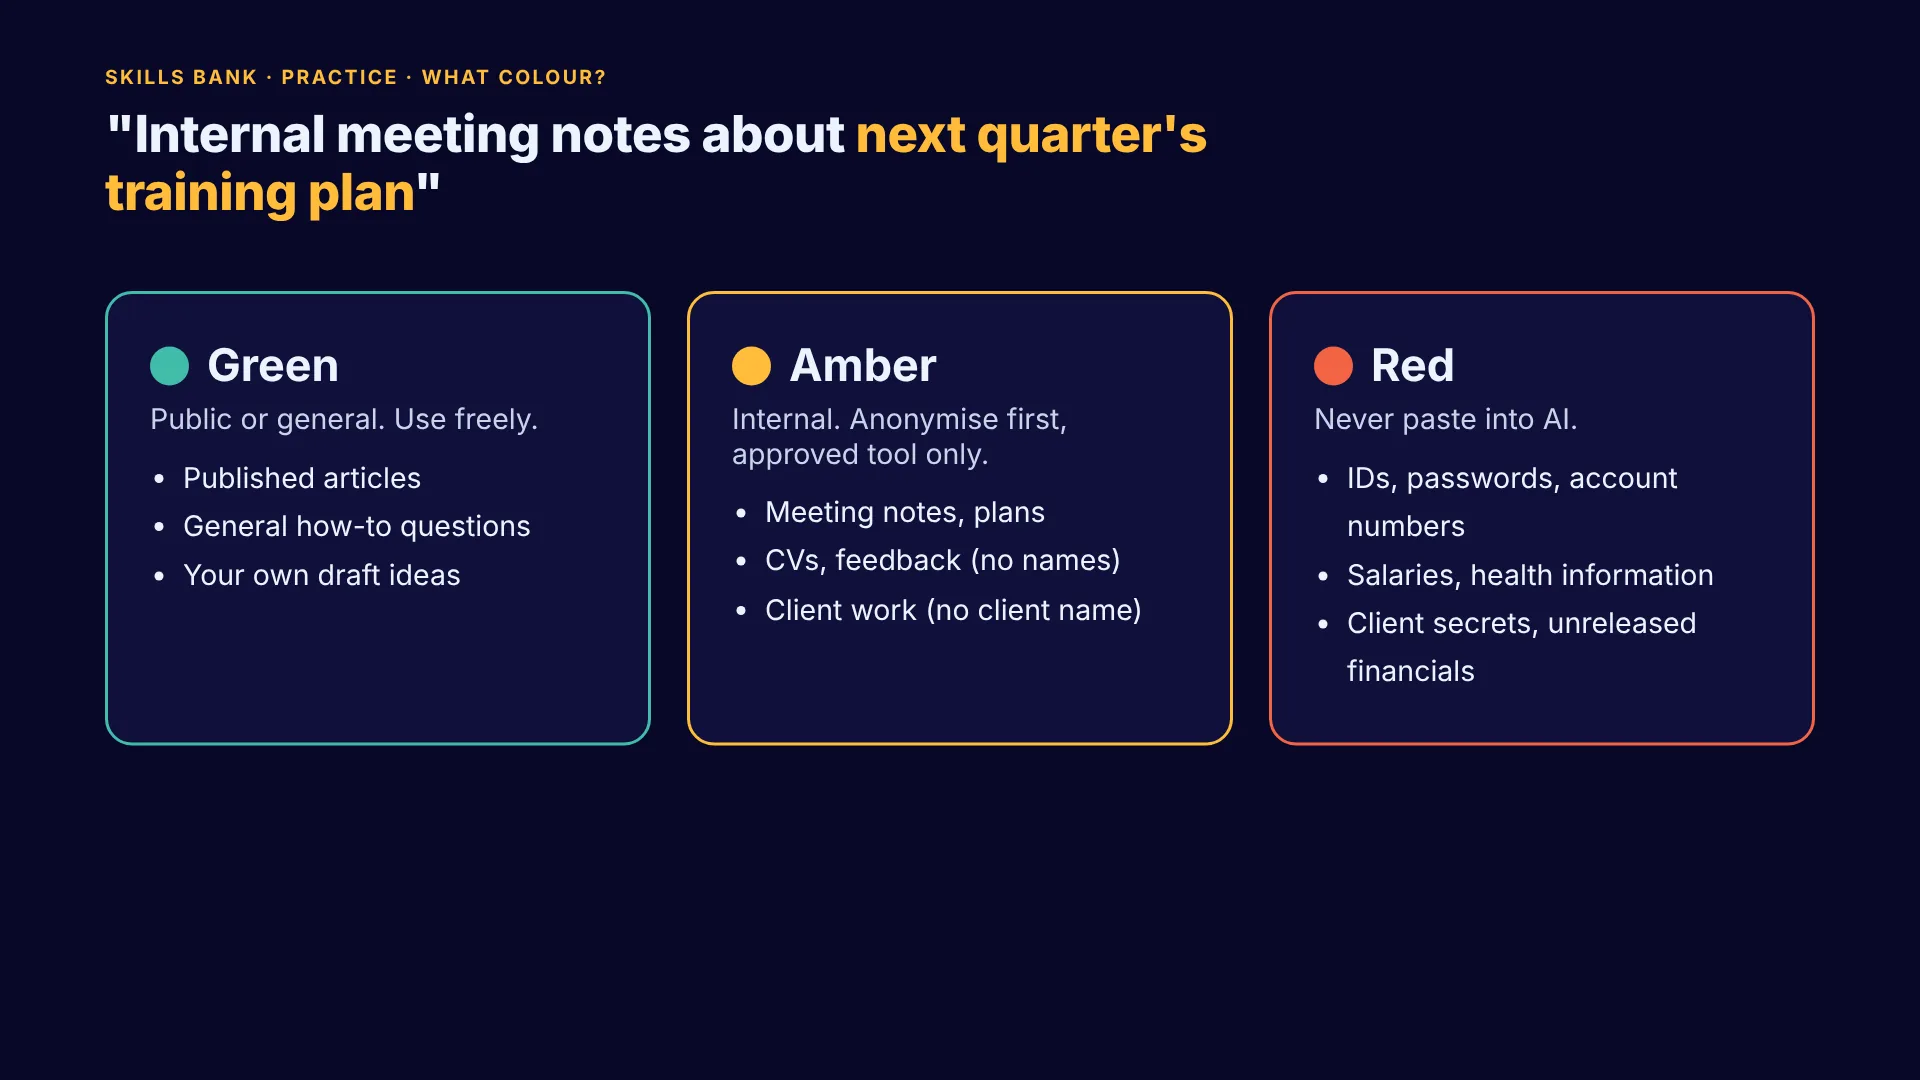 SKILLS BANK · PRACTICE · WHAT COLOUR?
"Internal meeting notes about next quarter's
training plan"
Green
Public or general. Use freely.
• Published articles
• General how-to questions
• Your own draft ideas
Amber
Internal. Anonymise first,
approved tool only.
• Meeting notes, plans
• CVs, feedback (no names)
• Client work (no client name)
Red
Never paste into AI.
• IDs, passwords, account
numbers
• Salaries, health information
• Client secrets, unreleased
financials